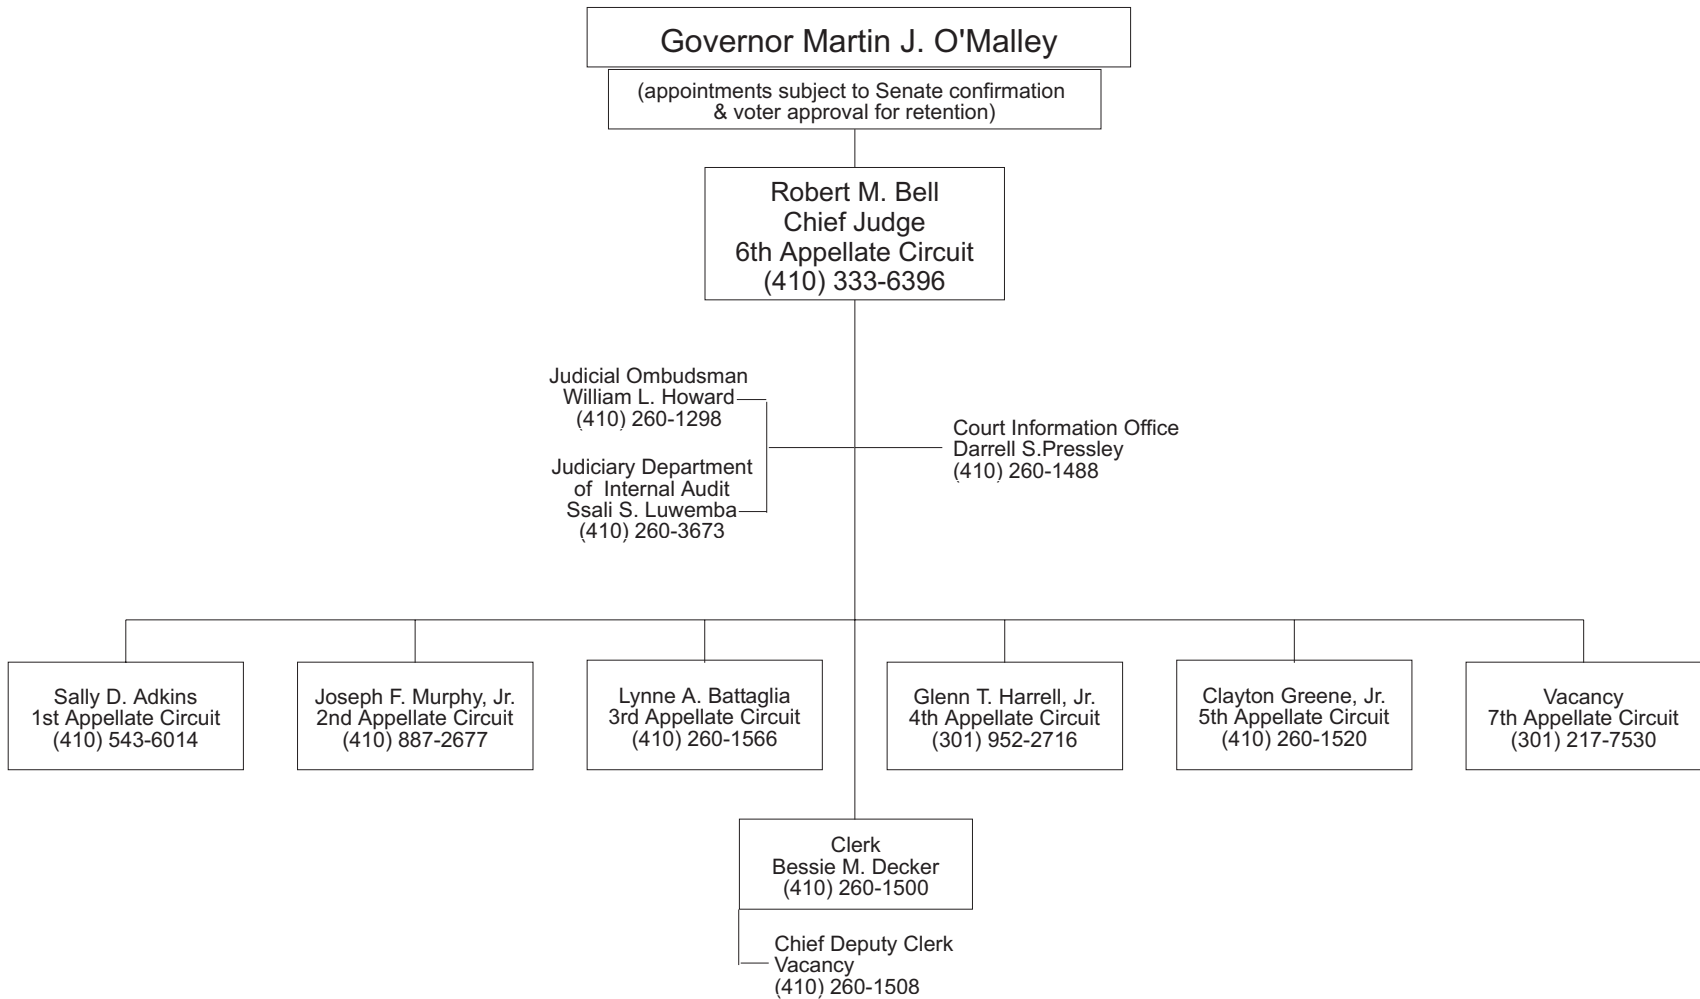 Governor Martin J. O'Malley
(appointments subject to Senate confirmation
& voter approval for retention)
Robert M. Bell
Chief Judge
6th Appellate Circuit
(410) 333-6396
Judicial Ombudsman
William L. Howard
(410) 260-1298
Judiciary Department
of Internal Audit
Ssali S. Luwemba
(410) 260-3673
Court Information Office
Darrell S.Pressley
(410) 260-1488
Sally D. Adkins
1st Appellate Circuit
(410) 543-6014
Joseph F. Murphy, Jr.
2nd Appellate Circuit
(410) 887-2677
Lynne A. Battaglia
3rd Appellate Circuit
(410) 260-1566
Glenn T. Harrell, Jr.
4th Appellate Circuit
(301) 952-2716
Clayton Greene, Jr.
5th Appellate Circuit
(410) 260-1520
Vacancy
7th Appellate Circuit
(301) 217-7530
Clerk
Bessie M. Decker
(410) 260-1500
Chief Deputy Clerk
Vacancy
(410) 260-1508